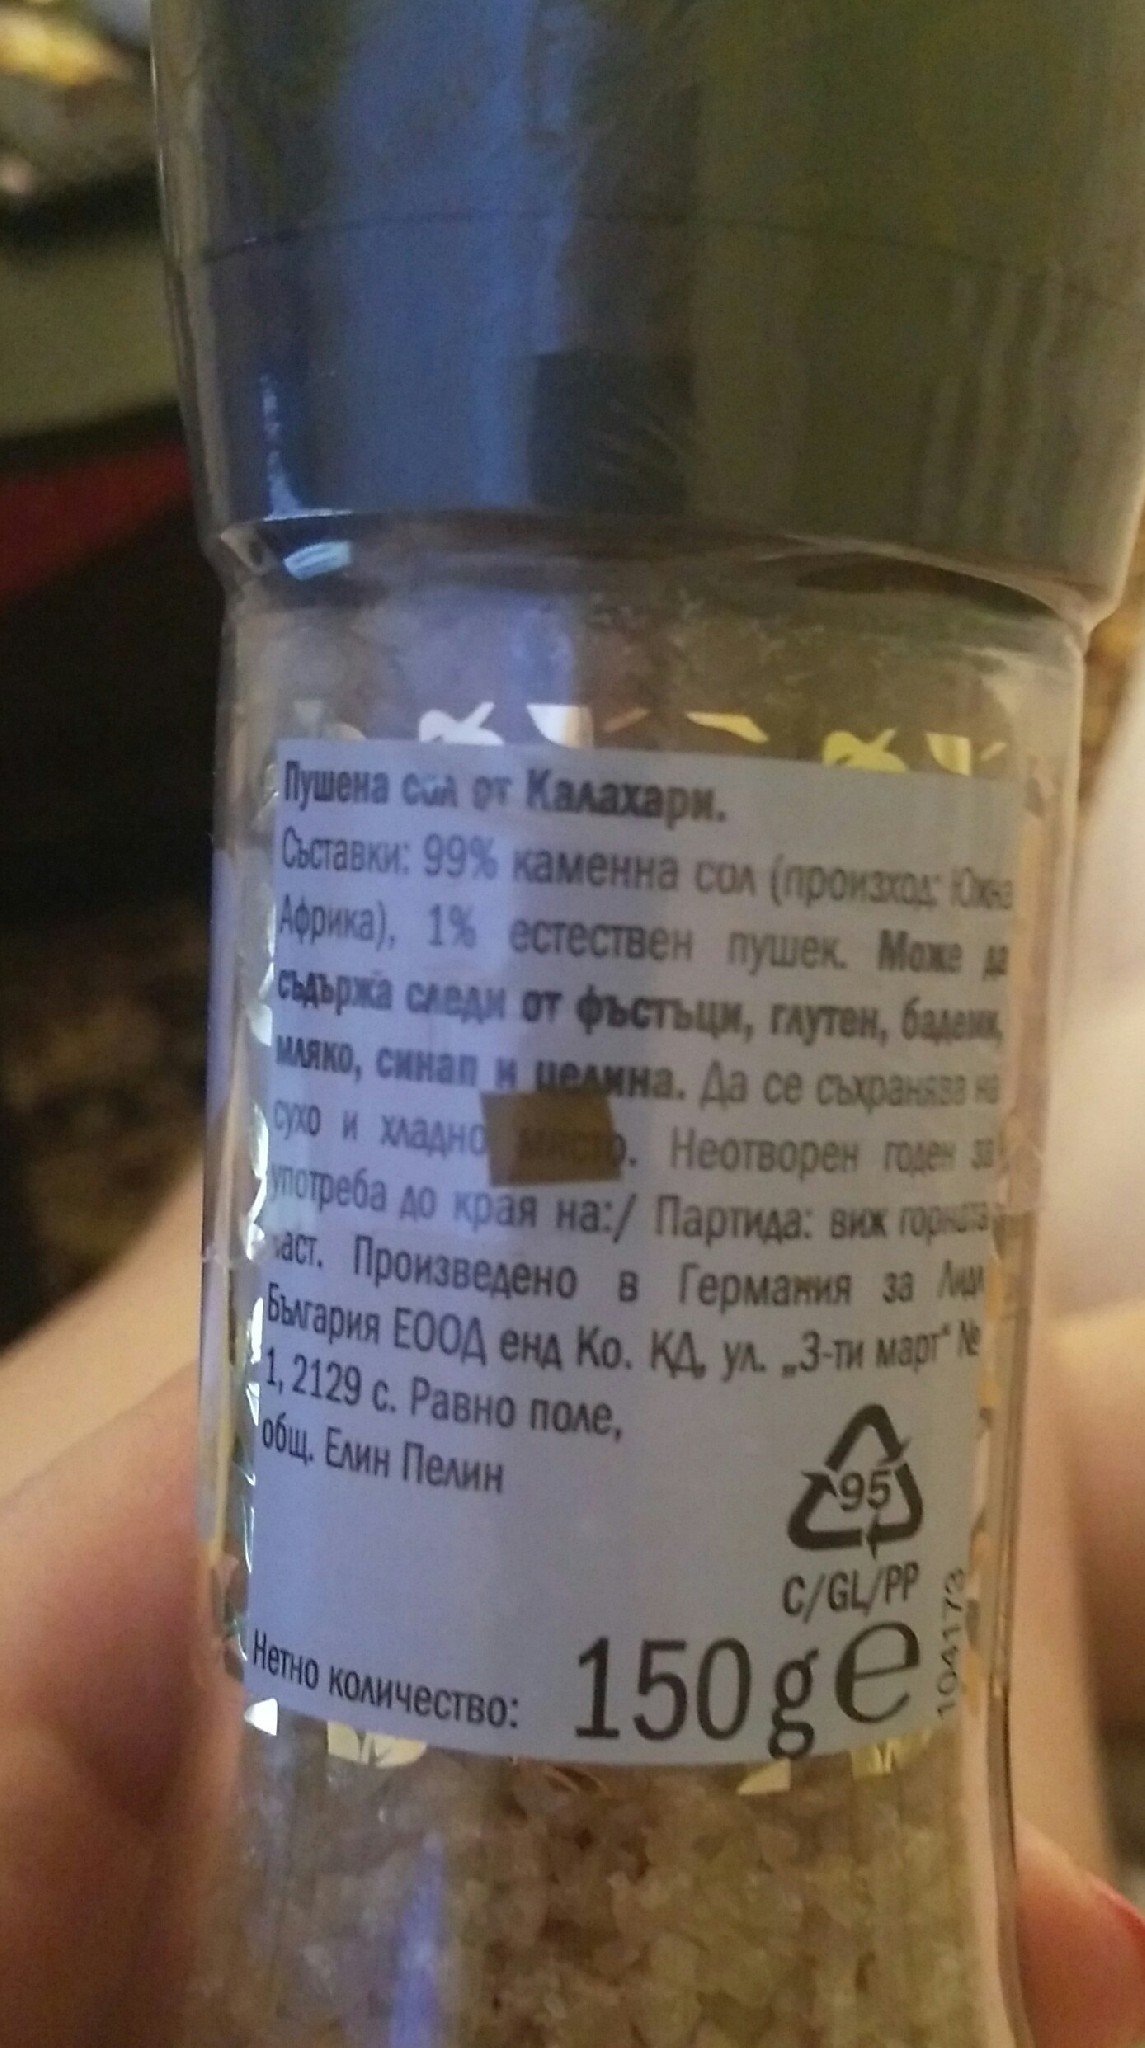 Пушена сол от Калахари.
Съставки: 99% каменна сол (произход: Южна
Африка), 1% естествен пушек. Може да
съдържа следи от фъстъци, глутен, бадеми,
мляко, синап и целина. Да се съхранява на
сухо и хладно място. Неотворен годен за
употреба до края на:/ Партида: виж горната
част. Произведено в Германия за Лидл
България ЕООД енд Ко. КД, ул. „3-ти март“ №
1, 2129 с. Равно поле,
общ. Елин Пелин
95
C/GL/PP
104173
Нетно количество: 150 g e